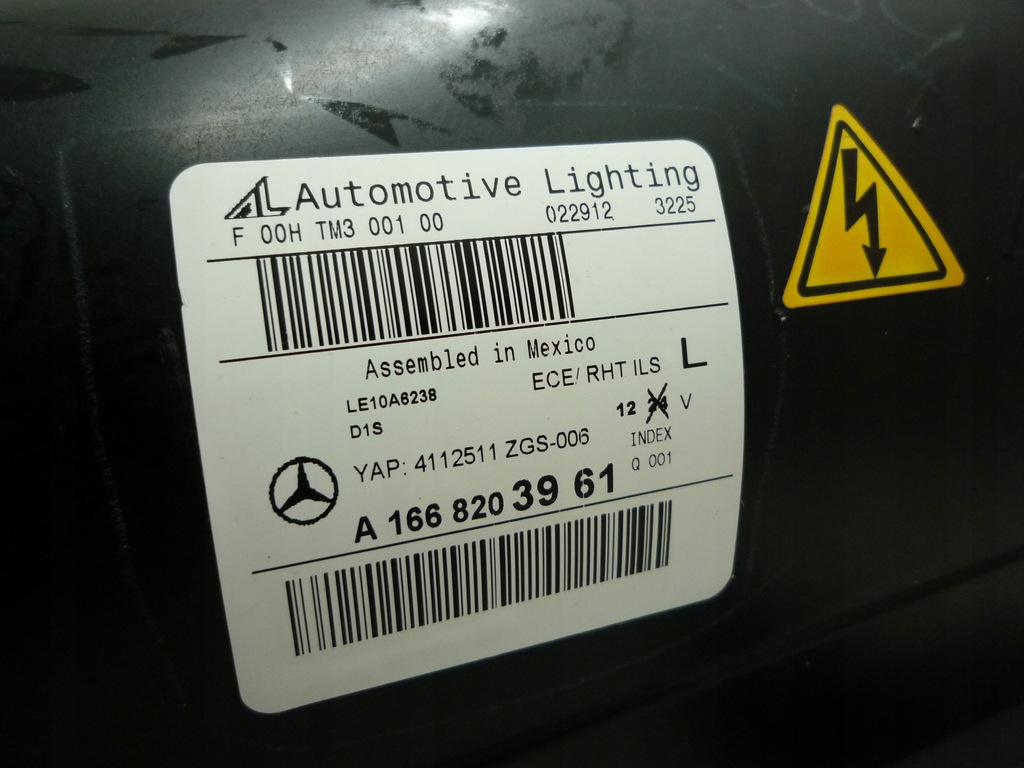 AL Automotive Lighting
F 00H TM3 001 00 022912 3225
Assembled in Mexico
ECE/ RHT ILS L
LE10A6238
12 24 V
D1S
INDEX
YAP: 4112511 ZGS-006
Q 001
A 166 820 39 61